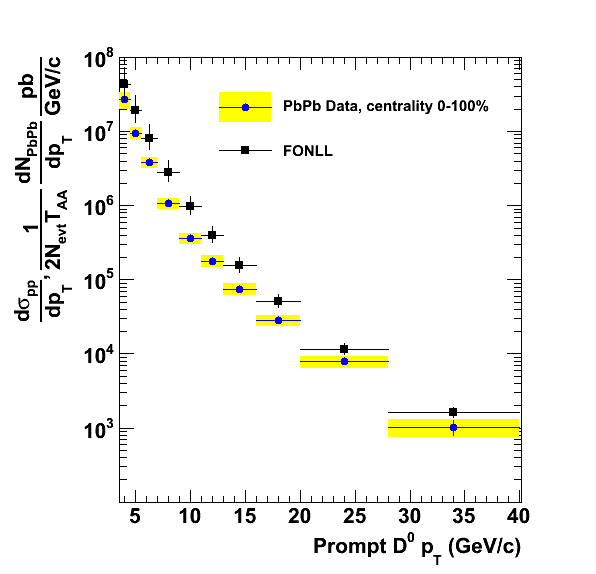 dσpp/dpT, 1/2NevtTAA dNPbPb/dpT pb/GeV/c
10^8
10^7
10^6
10^5
10^4
10^3
PbPb Data, centrality 0-100%
FONLL
5 10 15 20 25 30 35 40
Prompt D^0 p_T (GeV/c)